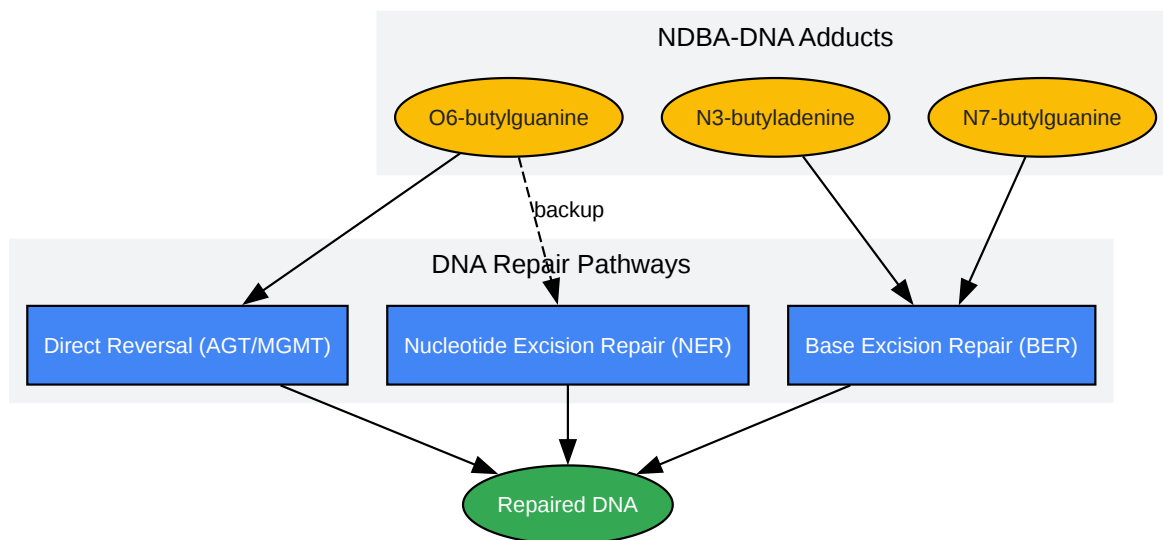 NDBA-DNA Adducts
O6-butylguanine
N3-butyladenine
N7-butylguanine
backup
DNA Repair Pathways
Direct Reversal (AGT/MGMT)
Nucleotide Excision Repair (NER)
Base Excision Repair (BER)
Repaired DNA